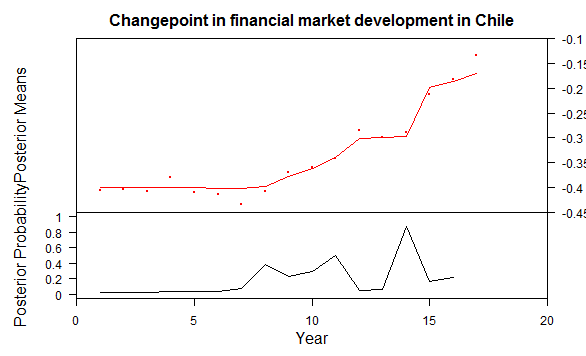 Changepoint in financial market development in Chile
Posterior Means
-0.1
-0.15
-0.2
-0.25
-0.3
-0.35
-0.4
-0.45
Posterior Probability
1
0.8
0.6
0.4
0.2
0
0 5 10 15 20
Year